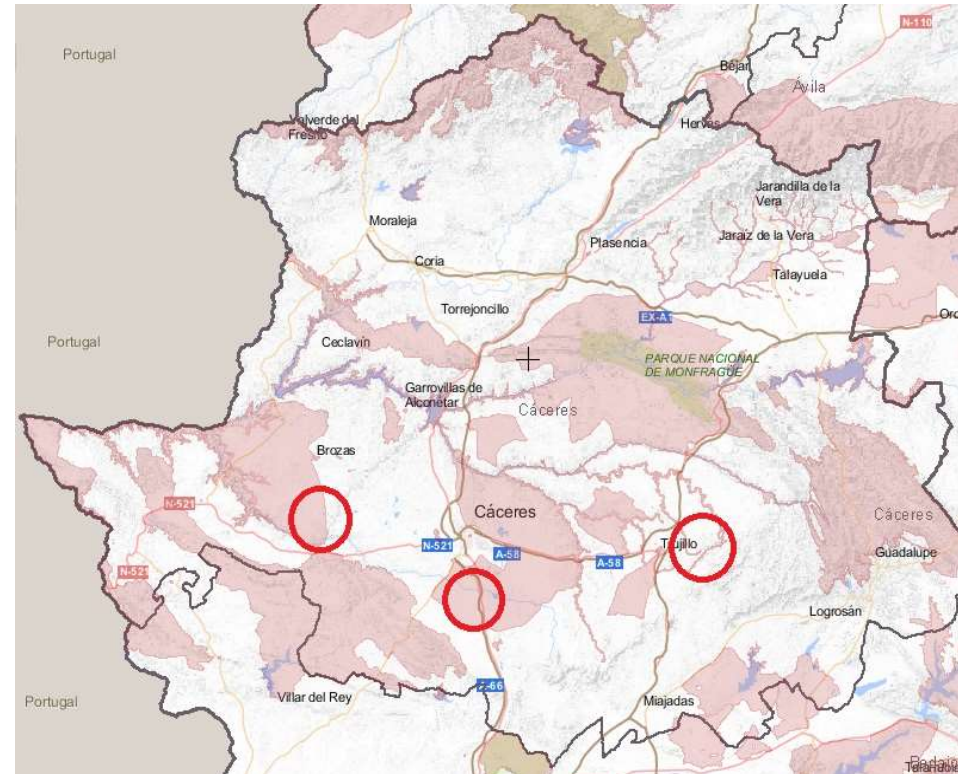 N-110
Portugal
Béjar
Ávila
Valverde del
Fresno
Hervás
Jarandilla de la
Vera
Moraleja
Plasencia
Jaraíz de la Vera
Coria
Talayuela
Torrejoncillo
EX-A1
Portugal
Ceclavín
PARQUE NACIONAL
DE MONFRAGÜE
Garrovillas de
Alconétar
Cáceres
Brozas
N-521
Cáceres
Cáceres
Trujillo
N-521
A-58
A-58
Guadalupe
N-521
Logrosán
A-66
Villar del Rey
Miajadas
Portugal